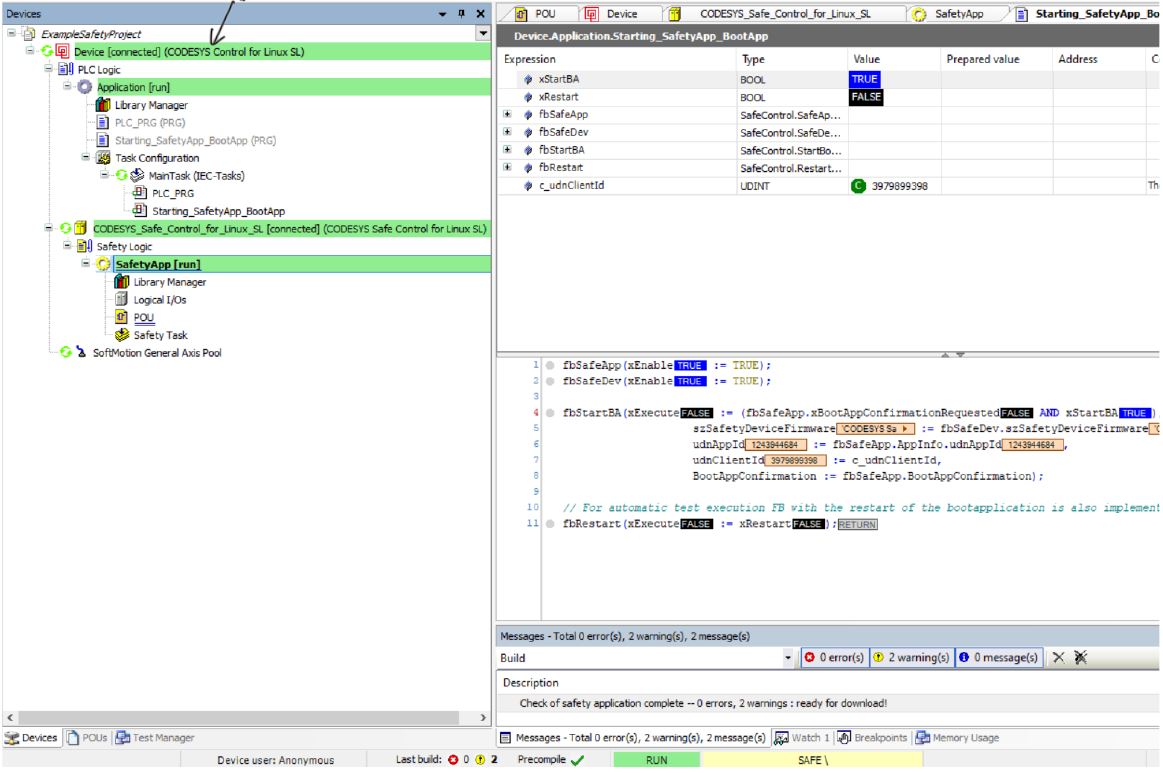 Devices
ExampleSafetyProject
Device [connected] (CODESYS Control for Linux SL)
PLC Logic
Application [run]
Library Manager
PLC_PRG (PRG)
Starting_SafetyApp_BootApp (PRG)
Task Configuration
MainTask (IEC-Tasks)
PLC_PRG
Starting_SafetyApp_BootApp
CODESYS_Safe_Control_for_Linux_SL [connected] (CODESYS Safe Control for Linux SL)
Safety Logic
SafetyApp [run]
Library Manager
Logical I/Os
POU
Safety Task
SoftMotion General Axis Pool
Devices POUs Test Manager
POU Device CODESYS_Safe_Control_for_Linux_SL SafetyApp Starting_SafetyApp_Bo
Device.Application.Starting_SafetyApp_BootApp
Expression Type Value Prepared value Address C
xStartBA BOOL TRUE
xRestart BOOL FALSE
fbSafeApp SafeControl.SafeAp...
fbSafeDev SafeControl.SafeDe...
fbStartBA SafeControl.StartBo...
fbRestart SafeControl.Restart...
c_udnClientId UDINT C 3979899398 Th
1 fbSafeApp(xEnable TRUE := TRUE);
2 fbSafeDev(xEnable TRUE := TRUE);
3
4 fbStartBA(xExecute FALSE := (fbSafeApp.xBootAppConfirmationRequested FALSE AND xStartBA TRUE )
5 szSafetyDeviceFirmware 'CODESYS Sa := fbSafeDev.szSafetyDeviceFirmware 'C
6 udnAppId 1243944684 := fbSafeApp.AppInfo.udnAppId 1243944684 ,
7 udnClientId 3979899398 := c_udnClientId,
8 BootAppConfirmation := fbSafeApp.BootAppConfirmation);
9
10 // For automatic test execution FB with the restart of the bootapplication is also implement
11 fbRestart(xExecute FALSE := xRestart FALSE );RETURN
Messages - Total 0 error(s), 2 warning(s), 2 message(s)
Build 0 error(s) 2 warning(s) 0 message(s)
Description
Check of safety application complete -- 0 errors, 2 warnings : ready for download!
Messages - Total 0 error(s), 2 warning(s), 2 message(s) Watch 1 Breakpoints Memory Usage
Device user: Anonymous Last build: 0 2 Precompile RUN SAFE \